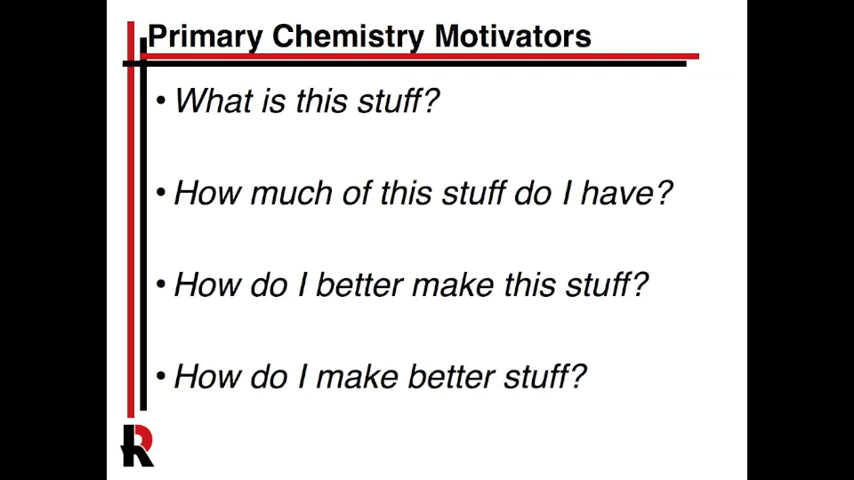 Primary Chemistry Motivators
• What is this stuff?
• How much of this stuff do I have?
• How do I better make this stuff?
• How do I make better stuff?
R